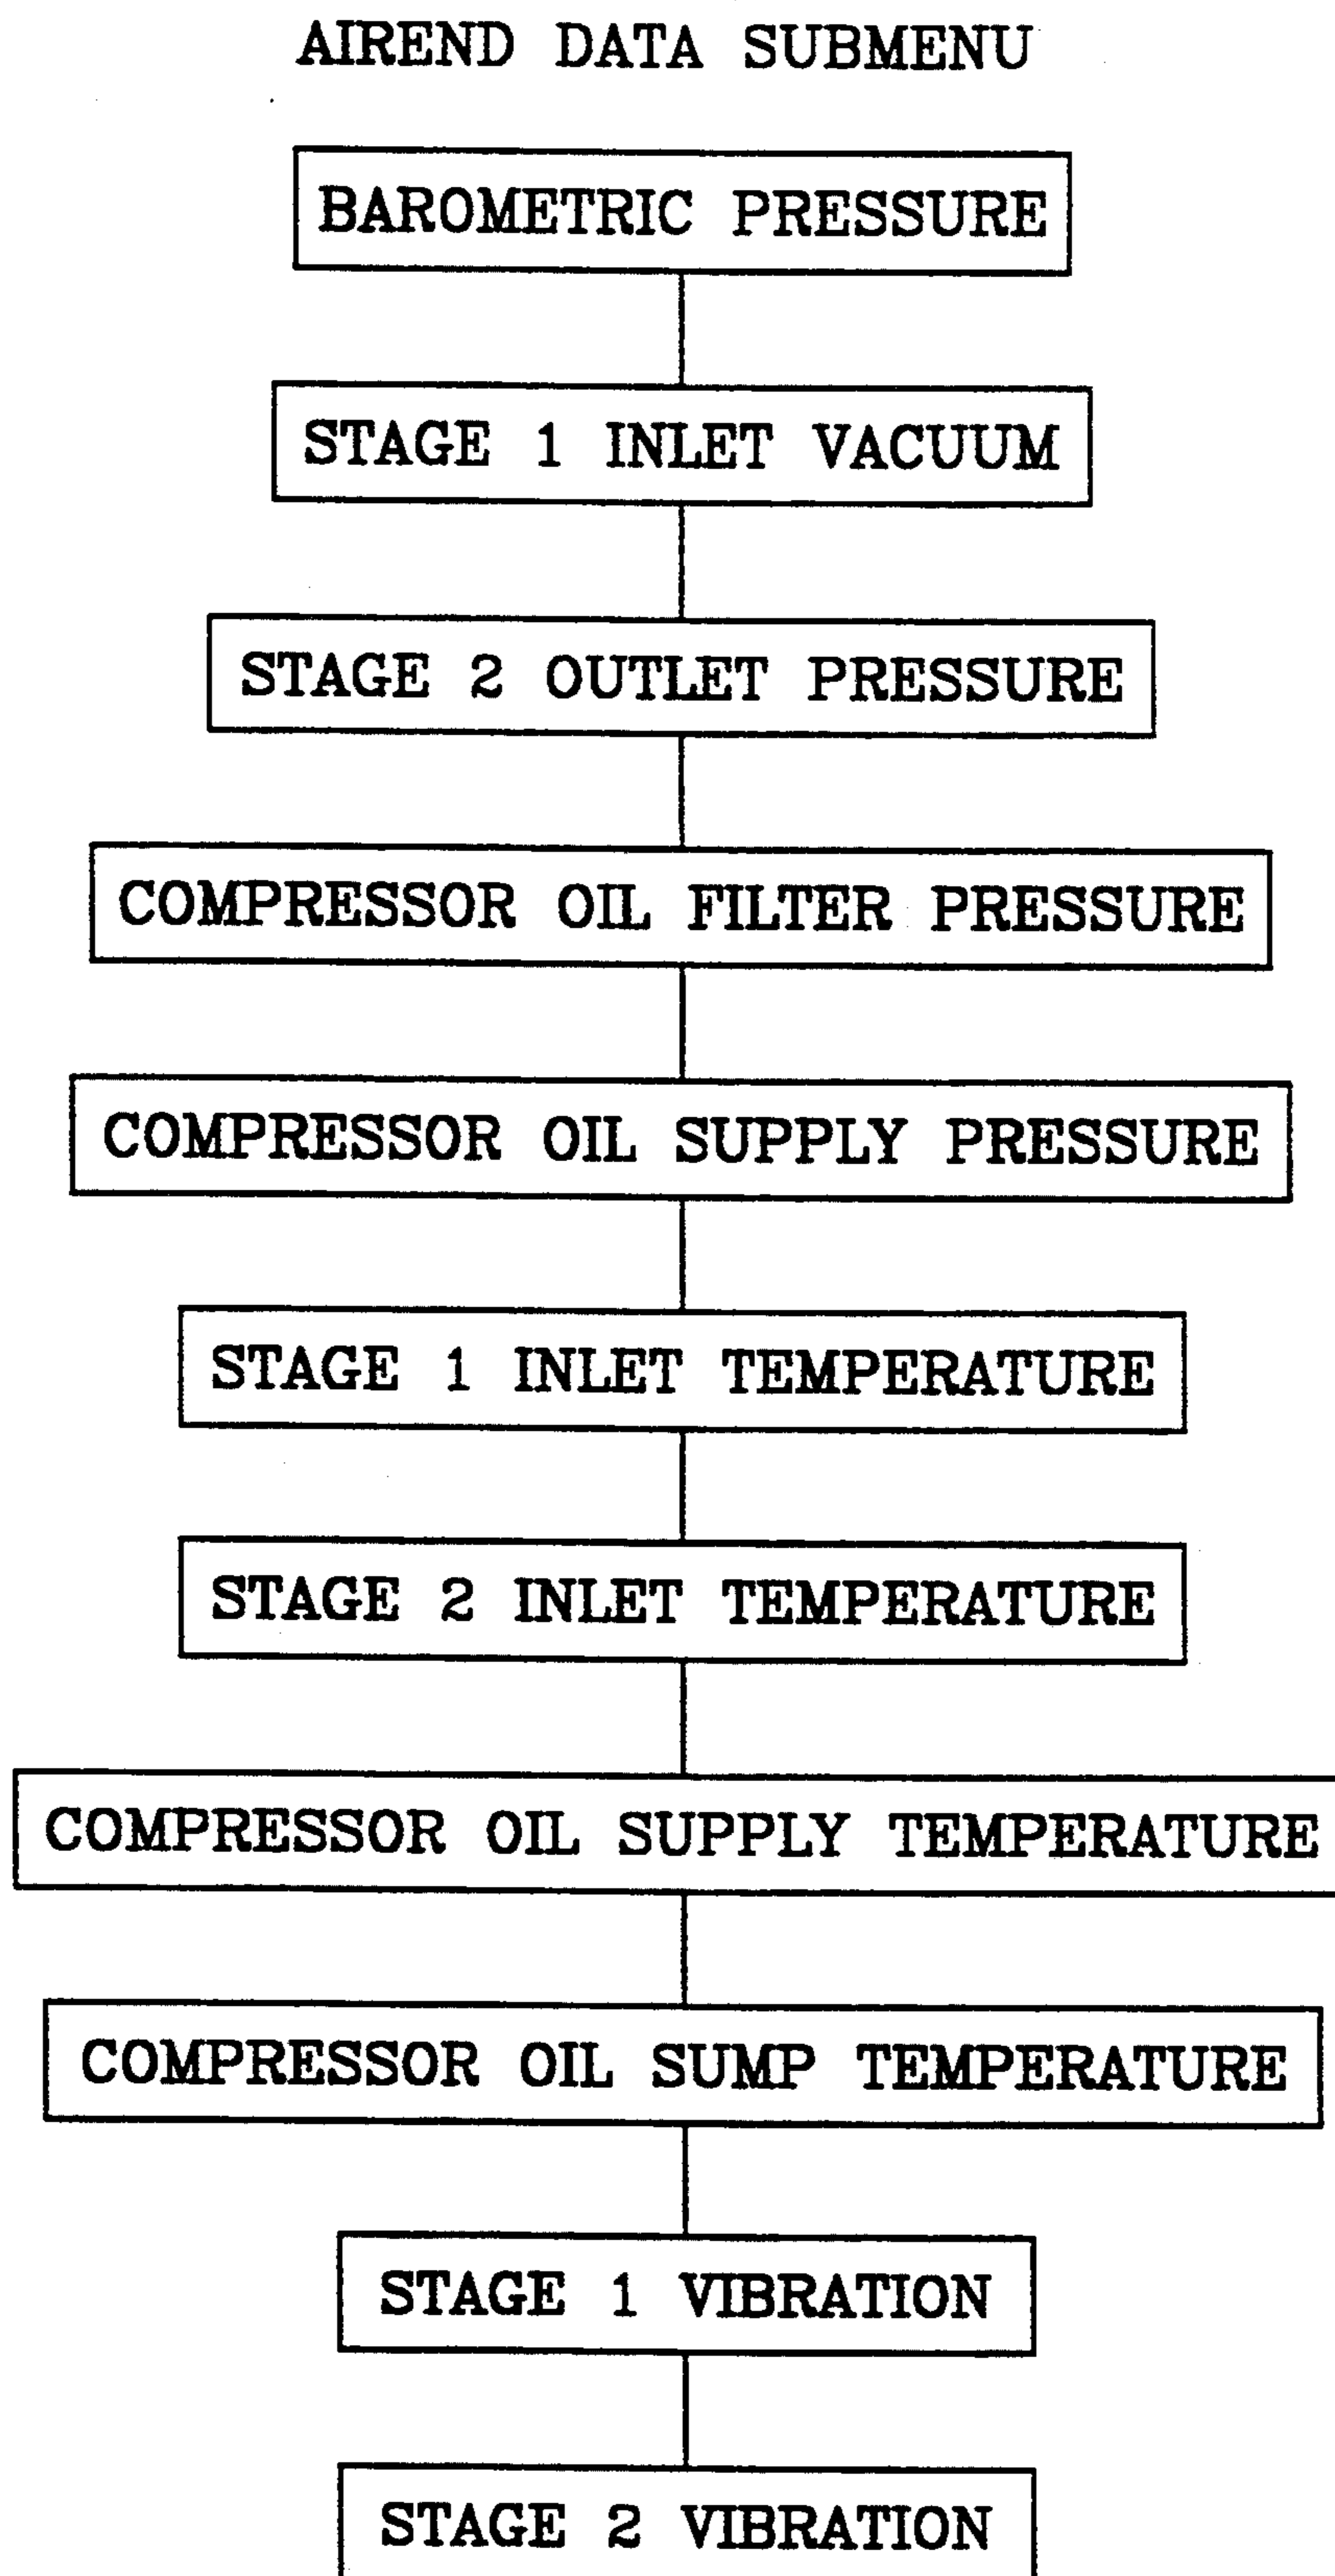 AIREND DATA SUBMENU
BAROMETRIC PRESSURE
STAGE 1 INLET VACUUM
STAGE 2 OUTLET PRESSURE
COMPRESSOR OIL FILTER PRESSURE
COMPRESSOR OIL SUPPLY PRESSURE
STAGE 1 INLET TEMPERATURE
STAGE 2 INLET TEMPERATURE
COMPRESSOR OIL SUPPLY TEMPERATURE
COMPRESSOR OIL SUMP TEMPERATURE
STAGE 1 VIBRATION
STAGE 2 VIBRATION